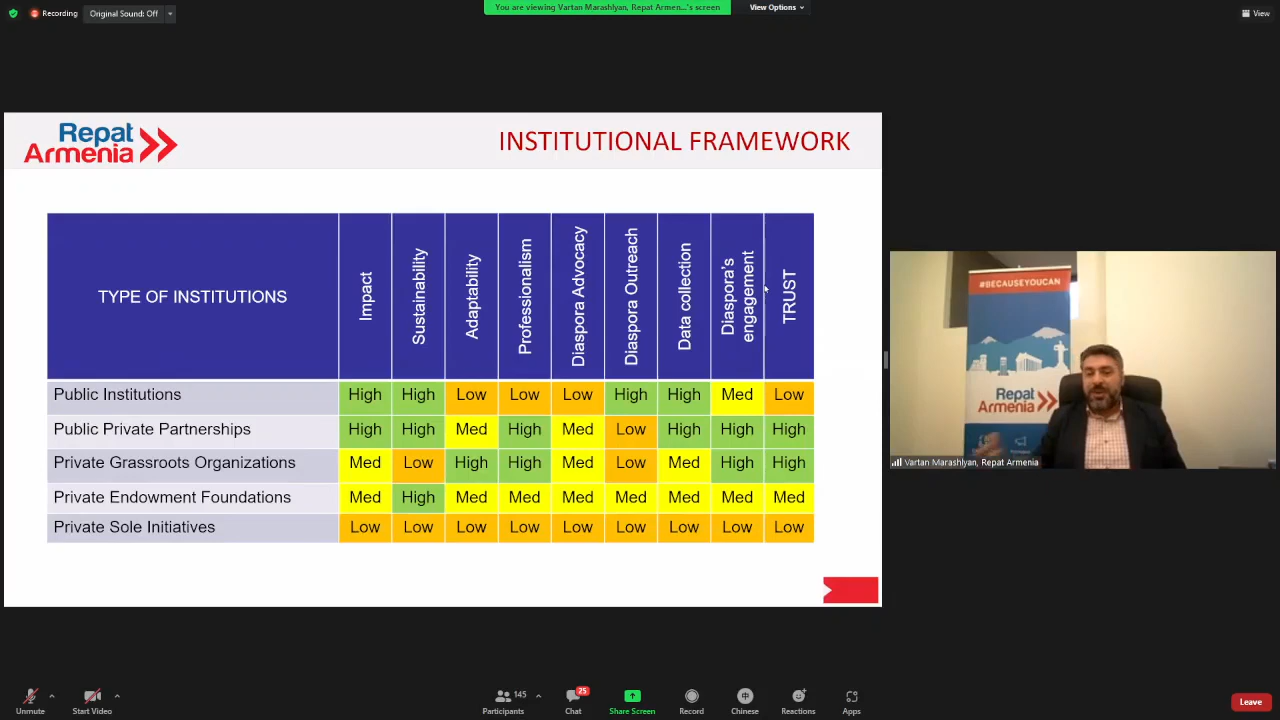 Recording
Original Sound: Off
You are viewing Vartan Marashlyan, Repat Armen...'s screen
View Options
View
Repat
Armenia
INSTITUTIONAL FRAMEWORK
TYPE OF INSTITUTIONS
Impact
Sustainability
Adaptability
Professionalism
Diaspora Advocacy
Diaspora Outreach
Data collection
Diaspora's
engagement
TRUST
Public Institutions High High Low Low Low High High Med Low
Public Private Partnerships High High Med High Med Low High High High
Private Grassroots Organizations Med Low High High Med Low Med High High
Private Endowment Foundations Med High Med Med Med Med Med Med Med
Private Sole Initiatives Low Low Low Low Low Low Low Low Low
#BECAUSEYOUCAN
Repat
Armenia
Vartan Marashlyan, Repat Armenia
Unmute
Start Video
145
Participants
25
Chat
Share Screen
Record
中
Chinese
Reactions
Apps
Leave